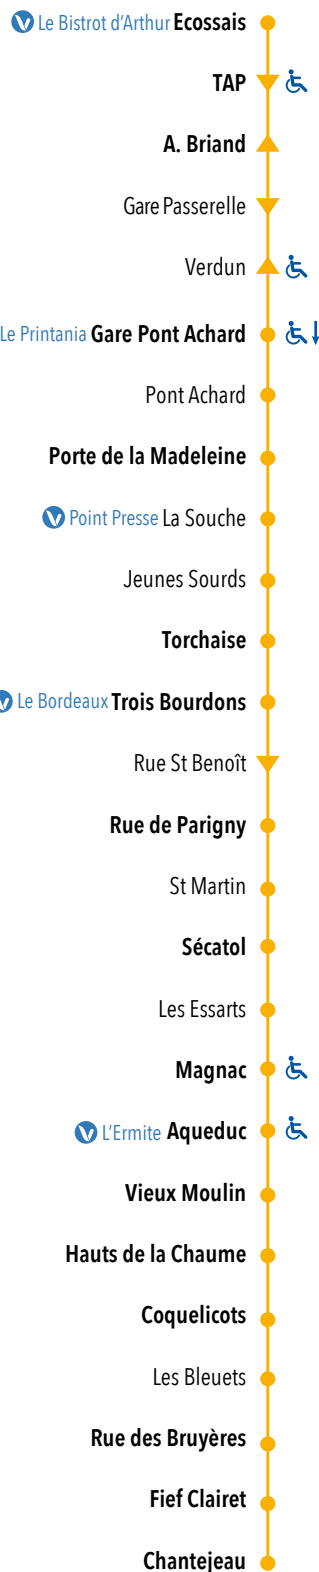 Le Bistrot d'Arthur Ecossais
TAP
A. Briand
Gare Passerelle
Verdun
Le Printania Gare Pont Achard
Pont Achard
Porte de la Madeleine
Point Presse La Souche
Jeunes Sourds
Torchaise
Le Bordeaux Trois Bourdons
Rue St Benoît
Rue de Parigny
St Martin
Sécatol
Les Essarts
Magnac
L'Ermite Aqueduc
Vieux Moulin
Hauts de la Chaume
Coquelicots
Les Bleuets
Rue des Bruyères
Fief Clairet
Chantejeau